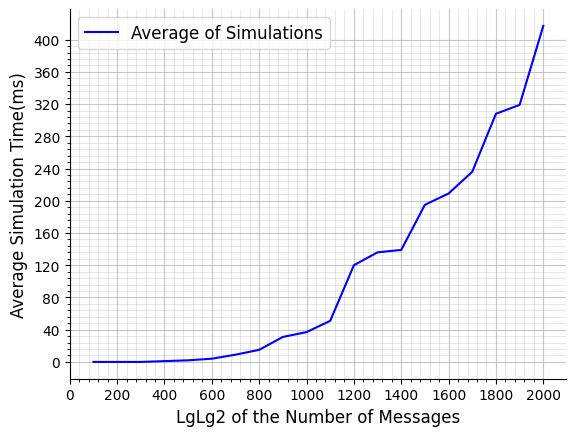 Average of Simulations
Average Simulation Time(ms)
400
360
320
280
240
200
160
120
80
40
0
0 200 400 600 800 1000 1200 1400 1600 1800 2000
LgLg2 of the Number of Messages